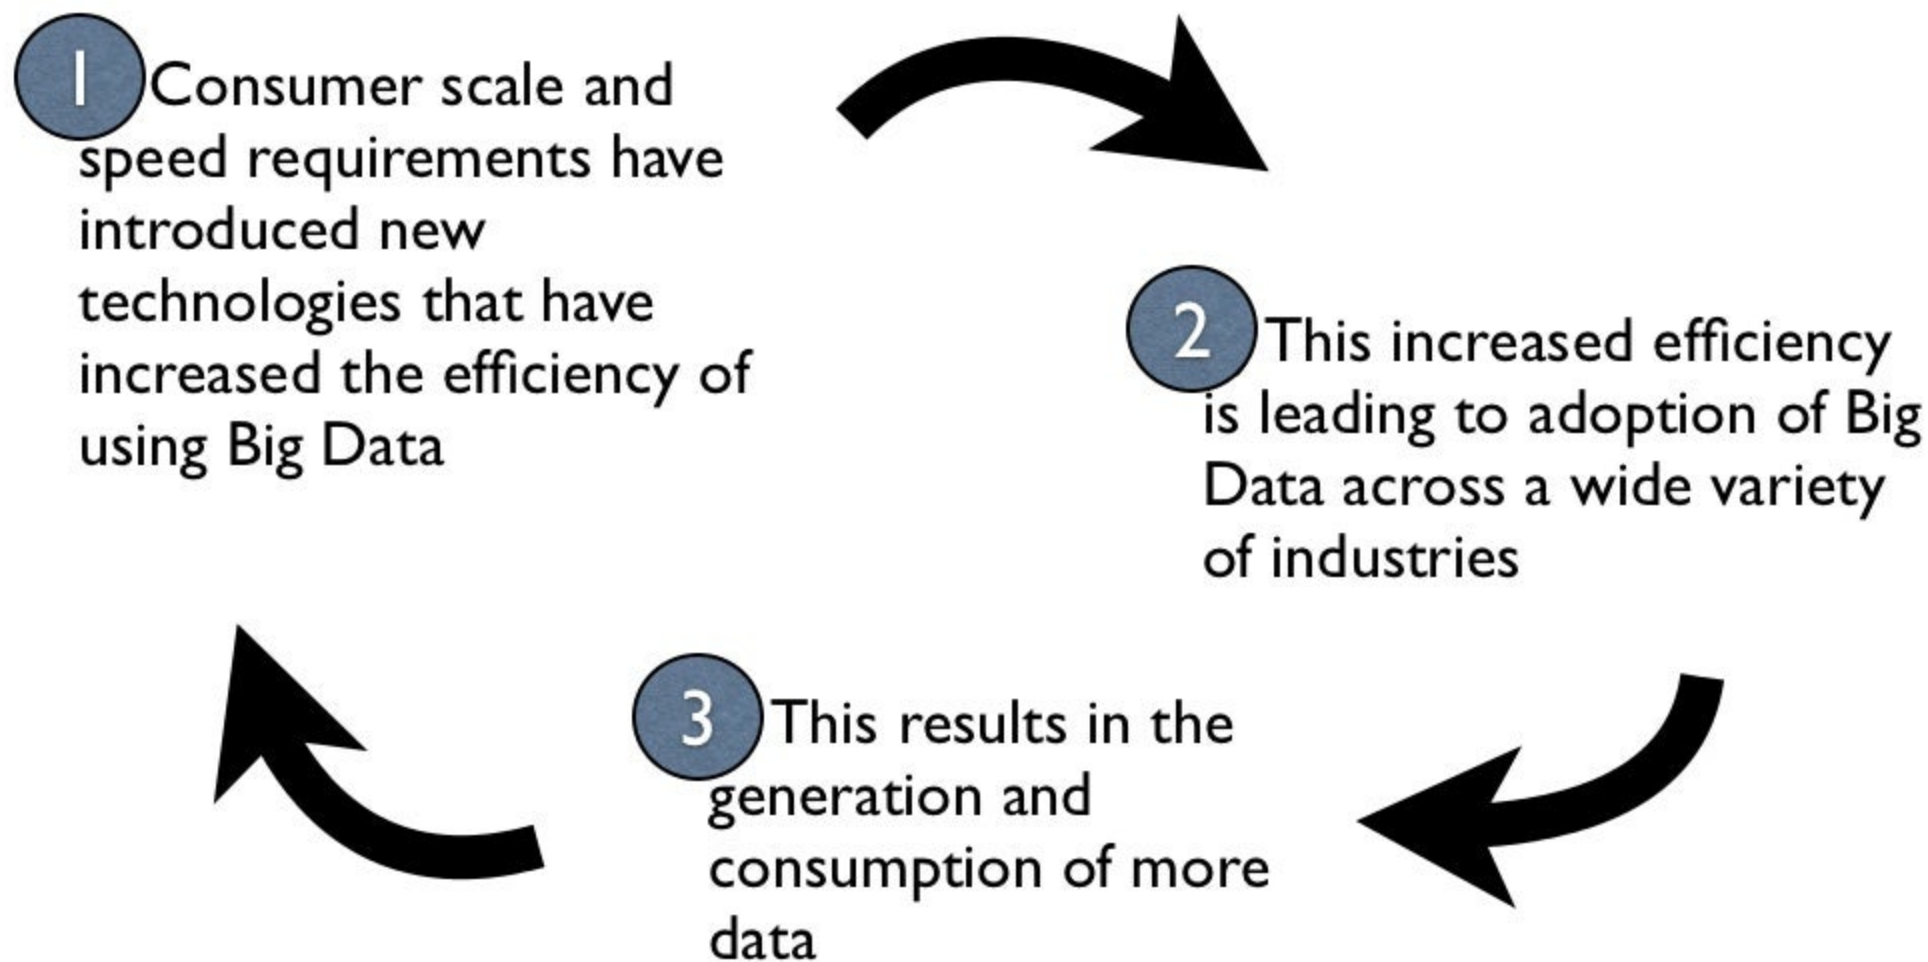 1 Consumer scale and
speed requirements have
introduced new
technologies that have
increased the efficiency of
using Big Data
2 This increased efficiency
is leading to adoption of Big
Data across a wide variety
of industries
3 This results in the
generation and
consumption of more
data